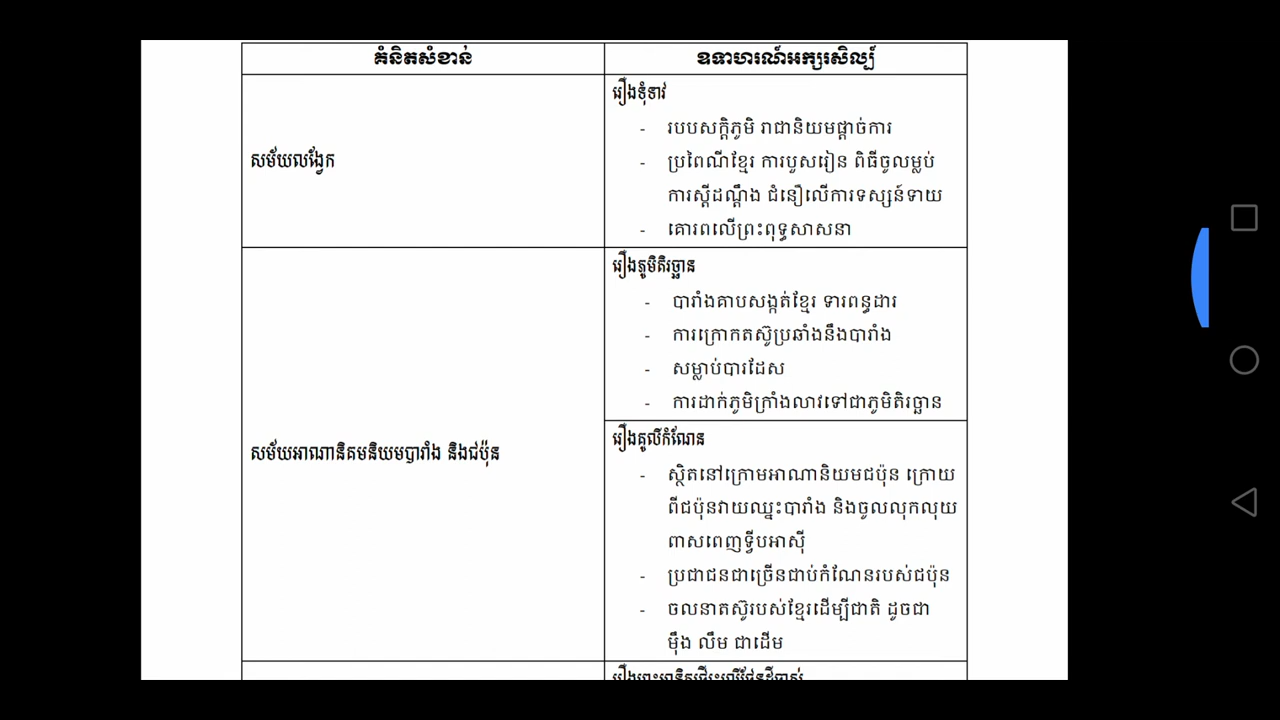 គំនិតសំខាន់
ឧទាហរណ៍អក្សរសិល្ប៍
សម័យលង្វែក
រឿងទុំទាវ
- របបសក្តិភូមិ រាជានិយមផ្តាច់ការ
- ប្រពៃណីខ្មែរ ការបួសរៀន ពិធីចូលម្លប់
ការស្តីដណ្តឹង ជំនឿលើការទស្សន៍ទាយ
- គោរពលើព្រះពុទ្ធសាសនា
សម័យអាណានិគមនិយមបារាំង និងជប៉ុន
រឿងភូមិតិរច្ឆាន
- បារាំងគាបសង្កត់ខ្មែរ ទារពន្ធដារ
- ការក្រោកតស៊ូប្រឆាំងនឹងបារាំង
- សម្លាប់បារដែស
- ការដាក់ភូមិក្រាំងលាវទៅជាភូមិតិរច្ឆាន
រឿងគូលីកំណែន
- ស្ថិតនៅក្រោមអាណានិយមជប៉ុន ក្រោយ
ពីជប៉ុនវាយឈ្នះបារាំង និងចូលលុកលុយ
ពាសពេញទ្វីបអាស៊ី
- ប្រជាជនជាច្រើនជាប់កំណែនរបស់ជប៉ុន
- ចលនាតស៊ូរបស់ខ្មែរដើម្បីជាតិ ដូចជា
ម៉ឹង លឹម ជាដើម